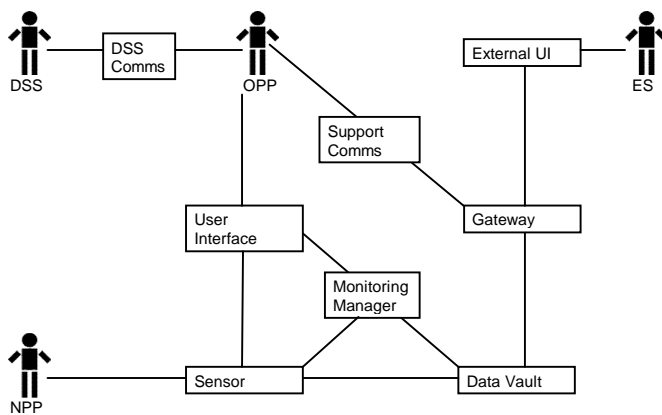 DSS
Comms
External UI
DSS
OPP
ES
Support
Comms
User
Interface
Gateway
Monitoring
Manager
Sensor
Data Vault
NPP